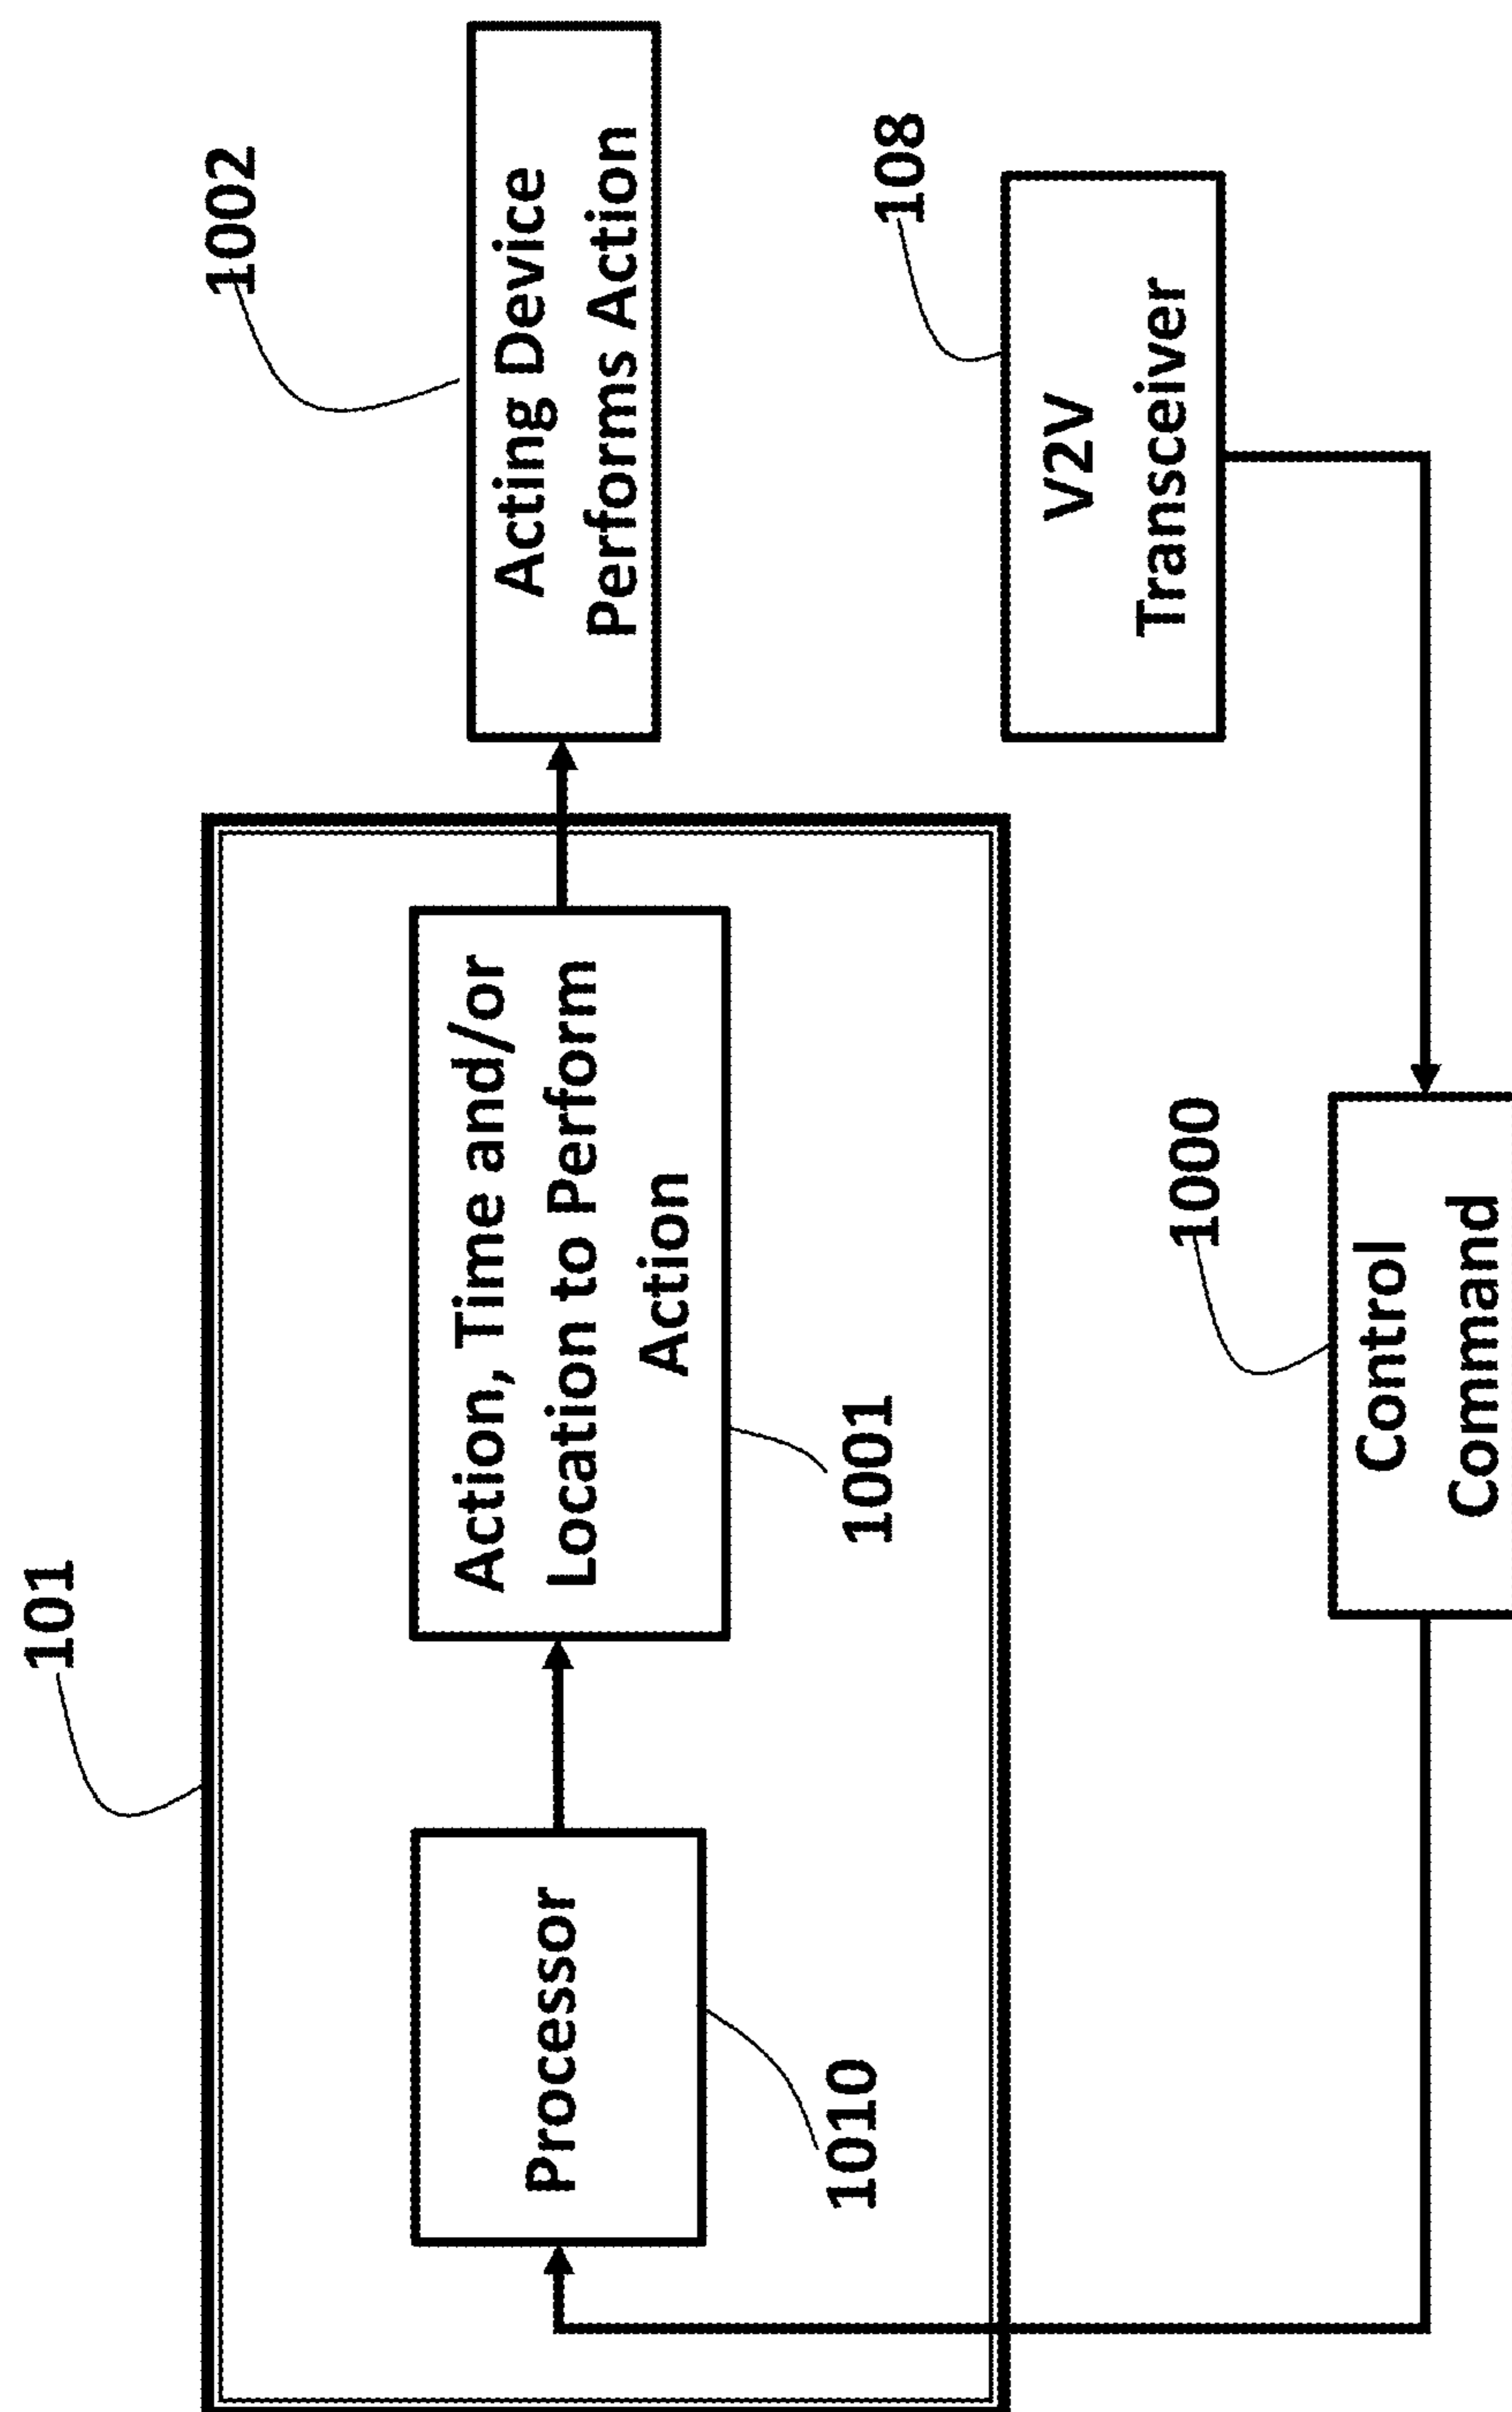 101
1002
Processor
Action, Time and/or
Location to Perform
Action
Acting Device
Performs Action
1010
1001
108
V2V
Transceiver
1000
Control
Command